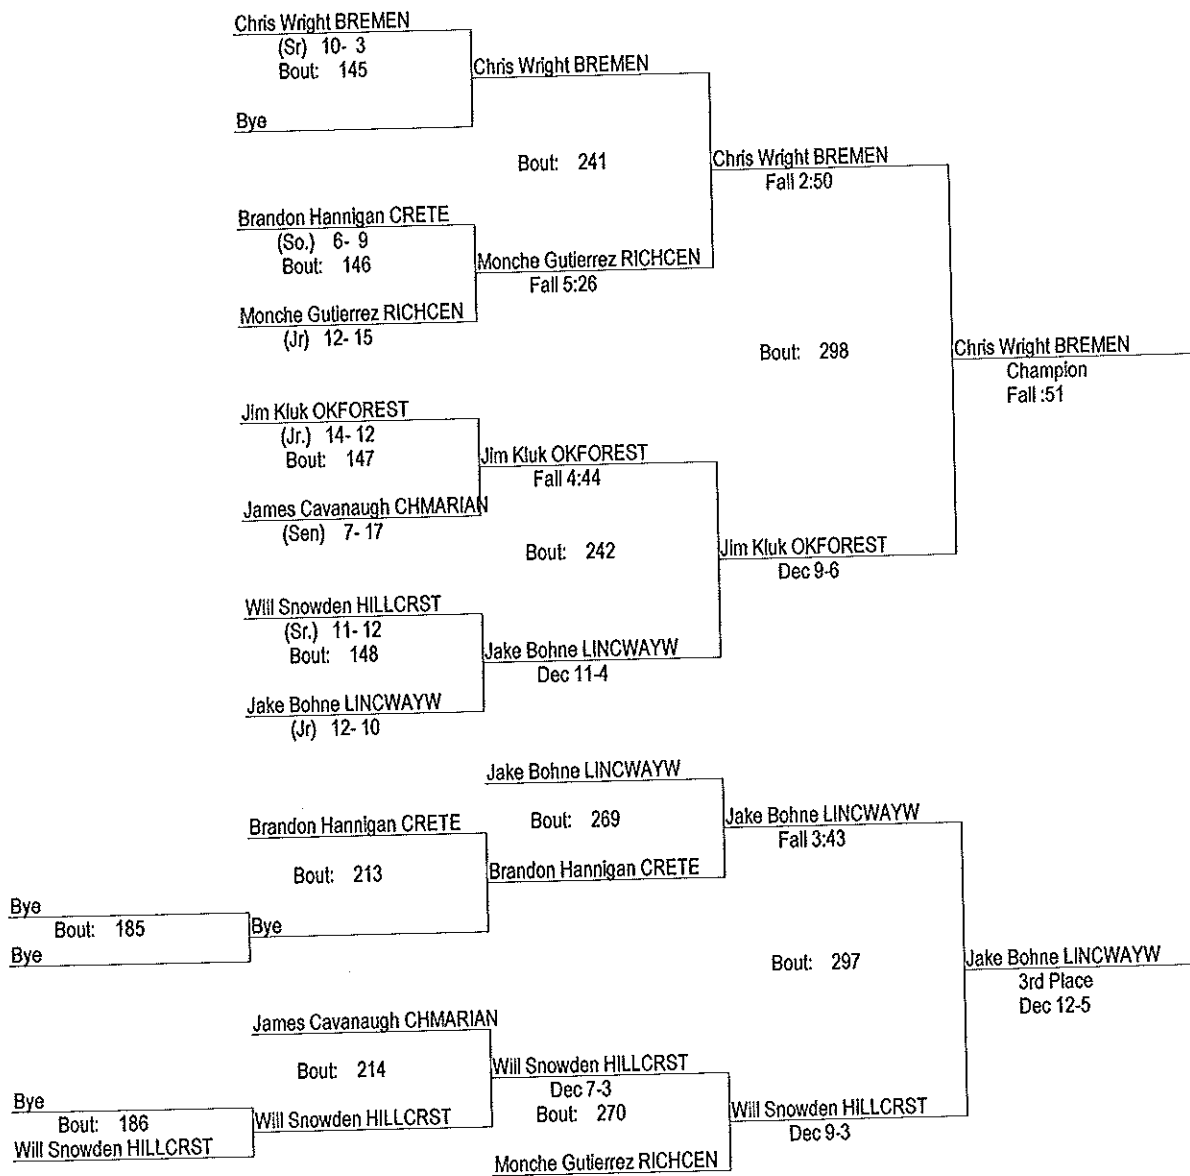 Chris Wright BREMEN
(Sr) 10- 3
Bout: 145
Chris Wright BREMEN
Bye
Bout: 241
Chris Wright BREMEN
Fall 2:50
Brandon Hannigan CRETE
(So.) 6- 9
Bout: 146
Monche Gutierrez RICHCEN
Fall 5:26
Monche Gutierrez RICHCEN
(Jr) 12- 15
Bout: 298
Chris Wright BREMEN
Champion
Fall :51
Jim Kluk OKFOREST
(Jr.) 14- 12
Bout: 147
Jim Kluk OKFOREST
Fall 4:44
James Cavanaugh CHMARIAN
(Sen) 7- 17
Bout: 242
Jim Kluk OKFOREST
Dec 9-6
Will Snowden HILLCRST
(Sr.) 11- 12
Bout: 148
Jake Bohne LINCWAYW
Dec 11-4
Jake Bohne LINCWAYW
(Jr) 12- 10
Jake Bohne LINCWAYW
Bout: 269
Jake Bohne LINCWAYW
Fall 3:43
Brandon Hannigan CRETE
Bout: 213
Brandon Hannigan CRETE
Bye
Bout: 185
Bye
Bye
Bout: 297
Jake Bohne LINCWAYW
3rd Place
Dec 12-5
James Cavanaugh CHMARIAN
Bout: 214
Will Snowden HILLCRST
Dec 7-3
Bout: 270
Bye
Bout: 186
Will Snowden HILLCRST
Will Snowden HILLCRST
Will Snowden HILLCRST
Dec 9-3
Monche Gutierrez RICHCEN